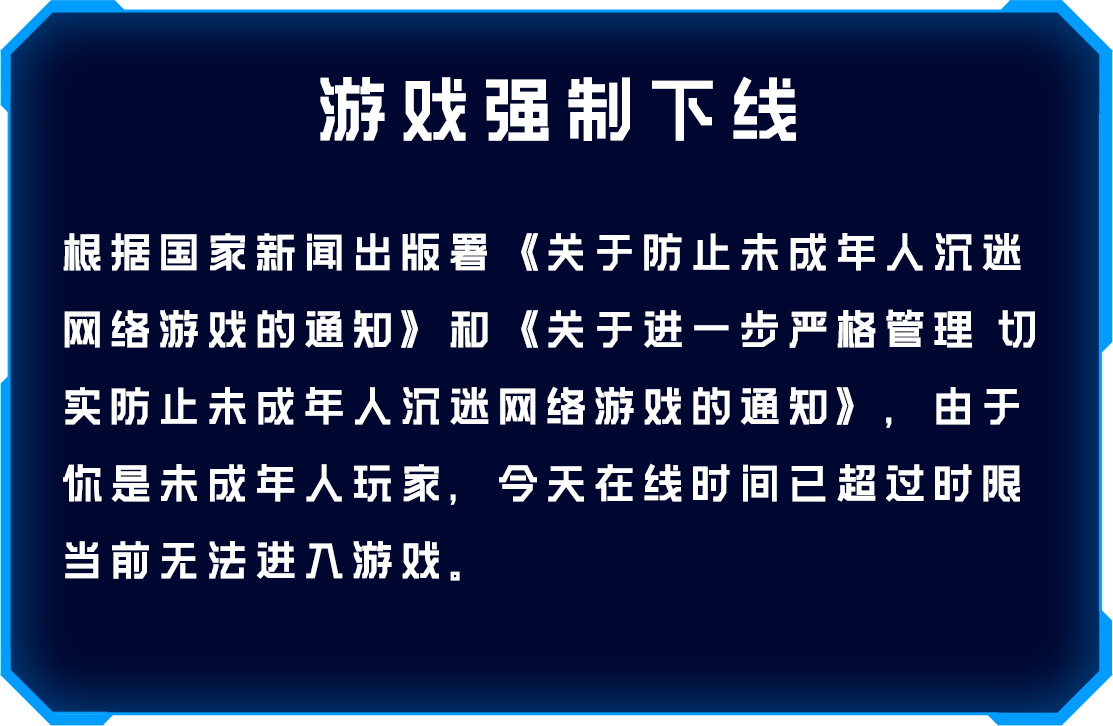 游戏强制下线
根据国家新闻出版署《关于防止未成年人沉迷
网络游戏的通知》和《关于进一步严格管理 切
实防止未成年人沉迷网络游戏的通知》，由于
你是未成年人玩家，今天在线时间已超过时限
当前无法进入游戏。